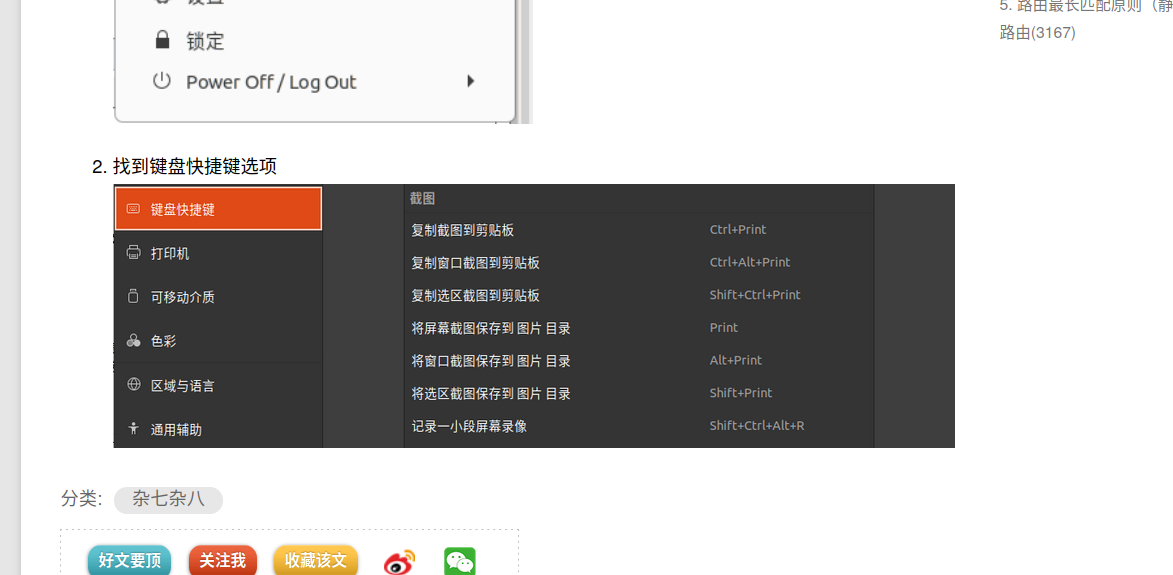 锁定
Power Off / Log Out
2. 找到键盘快捷键选项
键盘快捷键
打印机
可移动介质
色彩
区域与语言
通用辅助
截图
复制截图到剪贴板 Ctrl+Print
复制窗口截图到剪贴板 Ctrl+Alt+Print
复制选区截图到剪贴板 Shift+Ctrl+Print
将屏幕截图保存到 图片 目录 Print
将窗口截图保存到 图片 目录 Alt+Print
将选区截图保存到 图片 目录 Shift+Print
记录一小段屏幕录像 Shift+Ctrl+Alt+R
分类: 杂七杂八
好文要顶 关注我 收藏该文
5. 路由最长匹配原则（静
路由(3167)